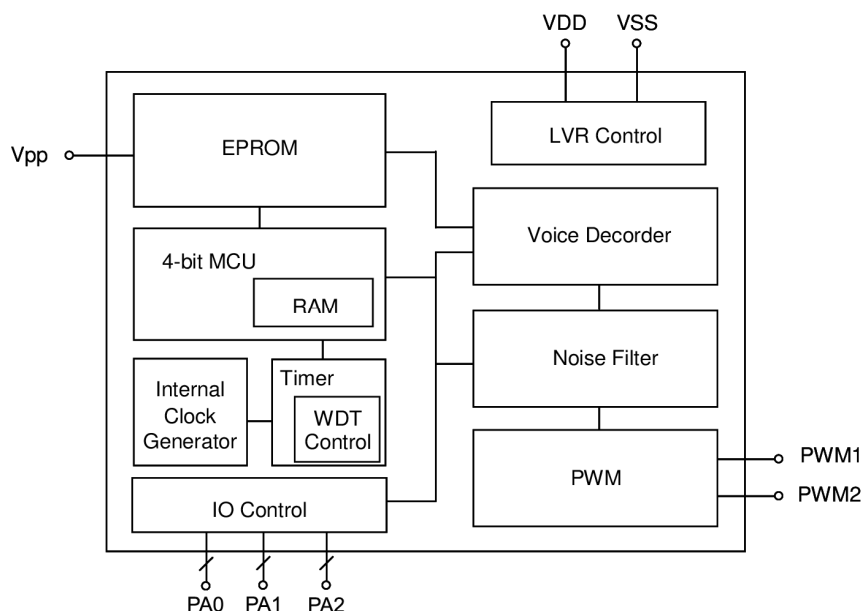 VDD VSS
LVR Control
Vpp
EPROM
Voice Decorder
4-bit MCU
RAM
Noise Filter
Internal
Clock
Generator
Timer
WDT
Control
PWM
PWM1
PWM2
IO Control
PA0 PA1 PA2